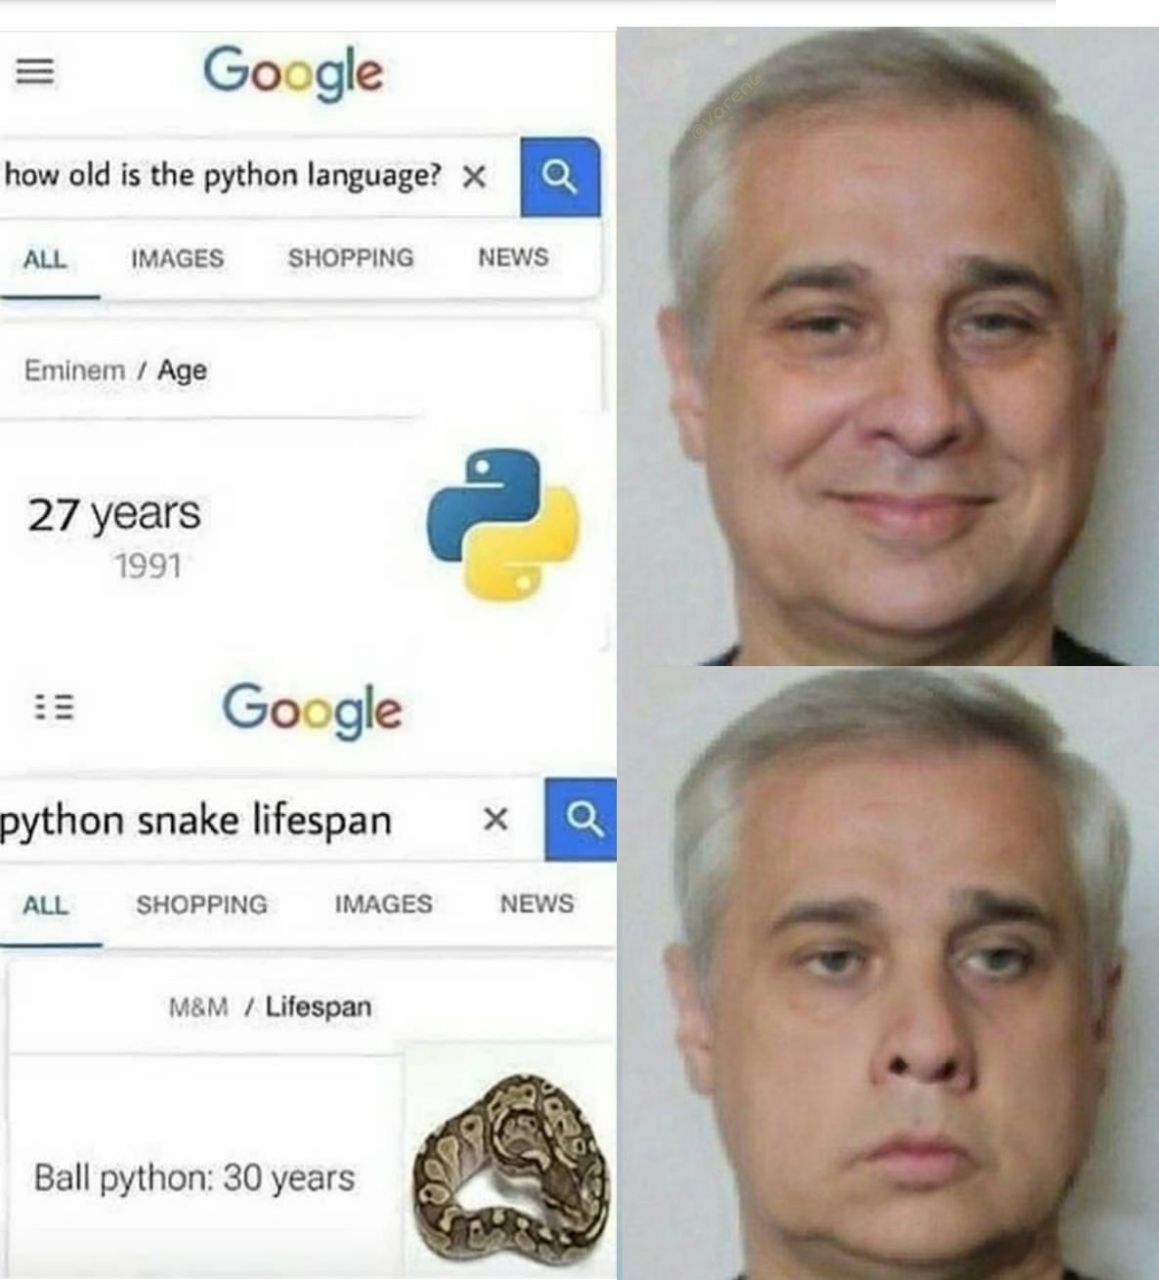 Google
how old is the python language?
ALL IMAGES SHOPPING NEWS
Eminem / Age
27 years
1991
Google
python snake lifespan
ALL SHOPPING IMAGES NEWS
M&M / Lifespan
Ball python: 30 years